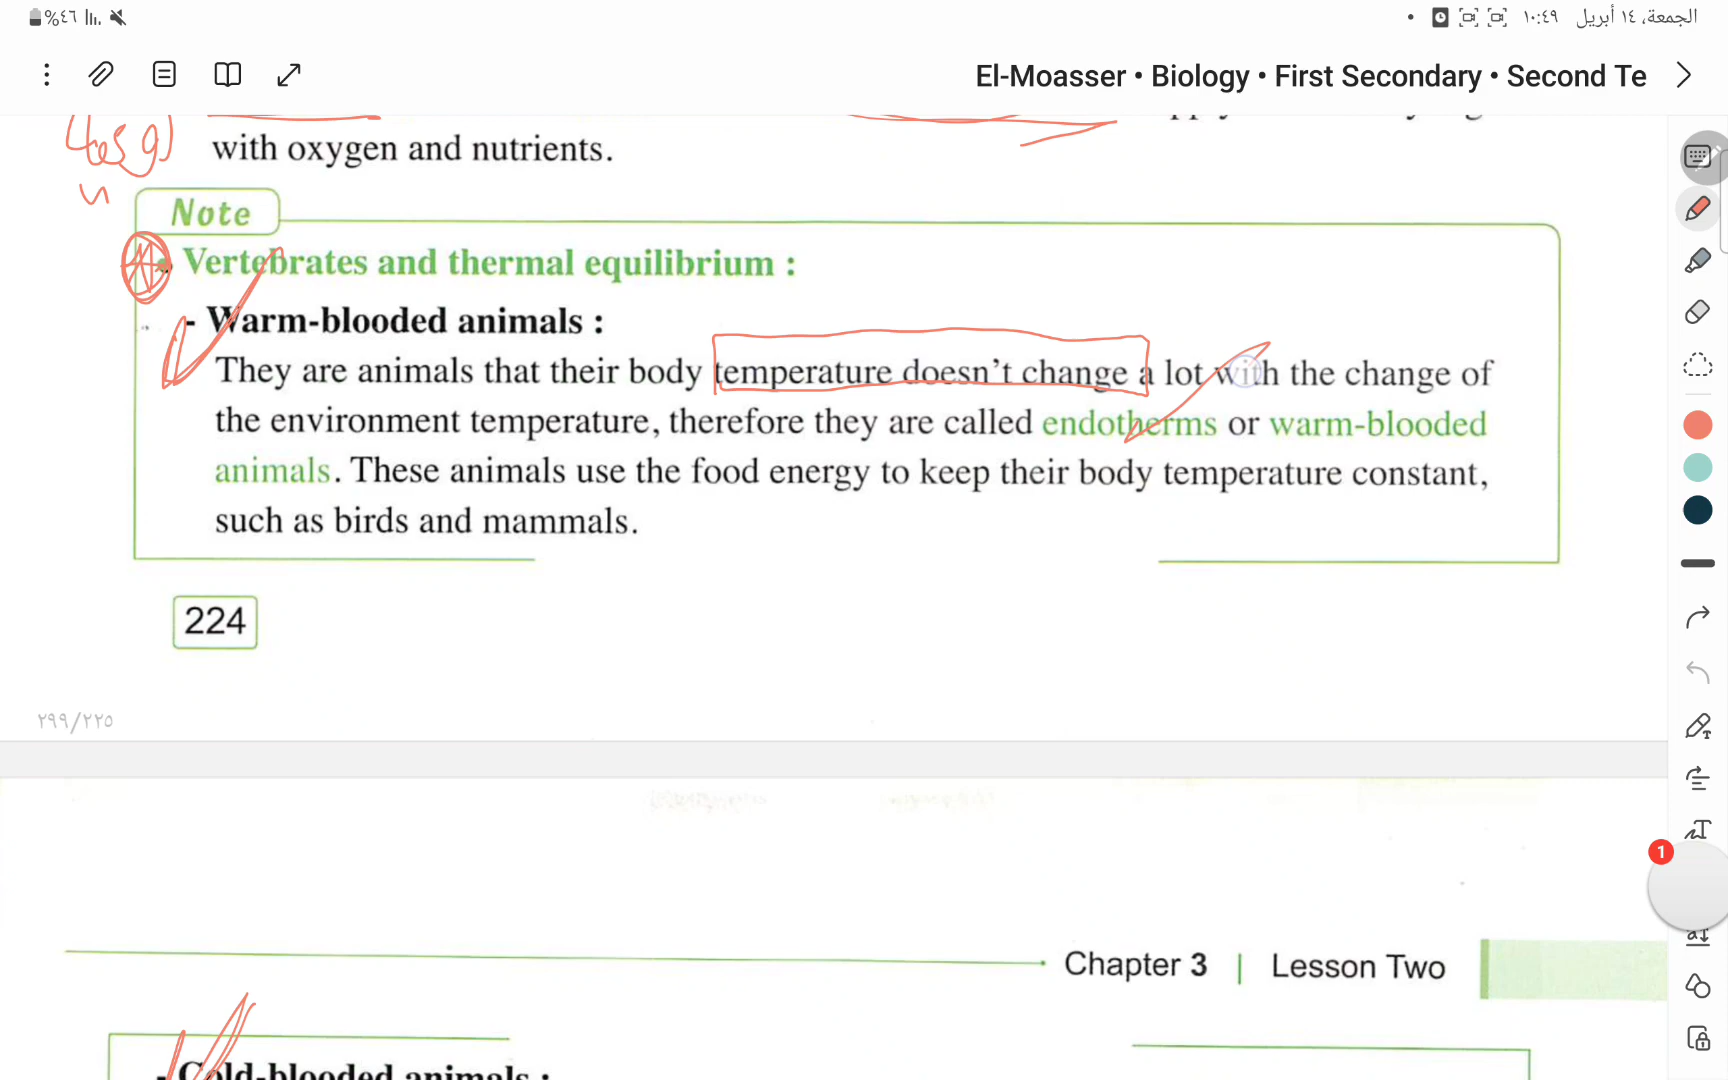 %٤٦
الجمعة، ١٤ أبريل ١٠:٤٩
El-Moasser • Biology • First Secondary • Second Te
with oxygen and nutrients.
Note
Vertebrates and thermal equilibrium :
- Warm-blooded animals :
They are animals that their body temperature doesn't change a lot with the change of
the environment temperature, therefore they are called endotherms or warm-blooded
animals. These animals use the food energy to keep their body temperature constant,
such as birds and mammals.
224
٢٩٩/٢٢٥
1
Chapter 3 | Lesson Two
- Cold-blooded animals :